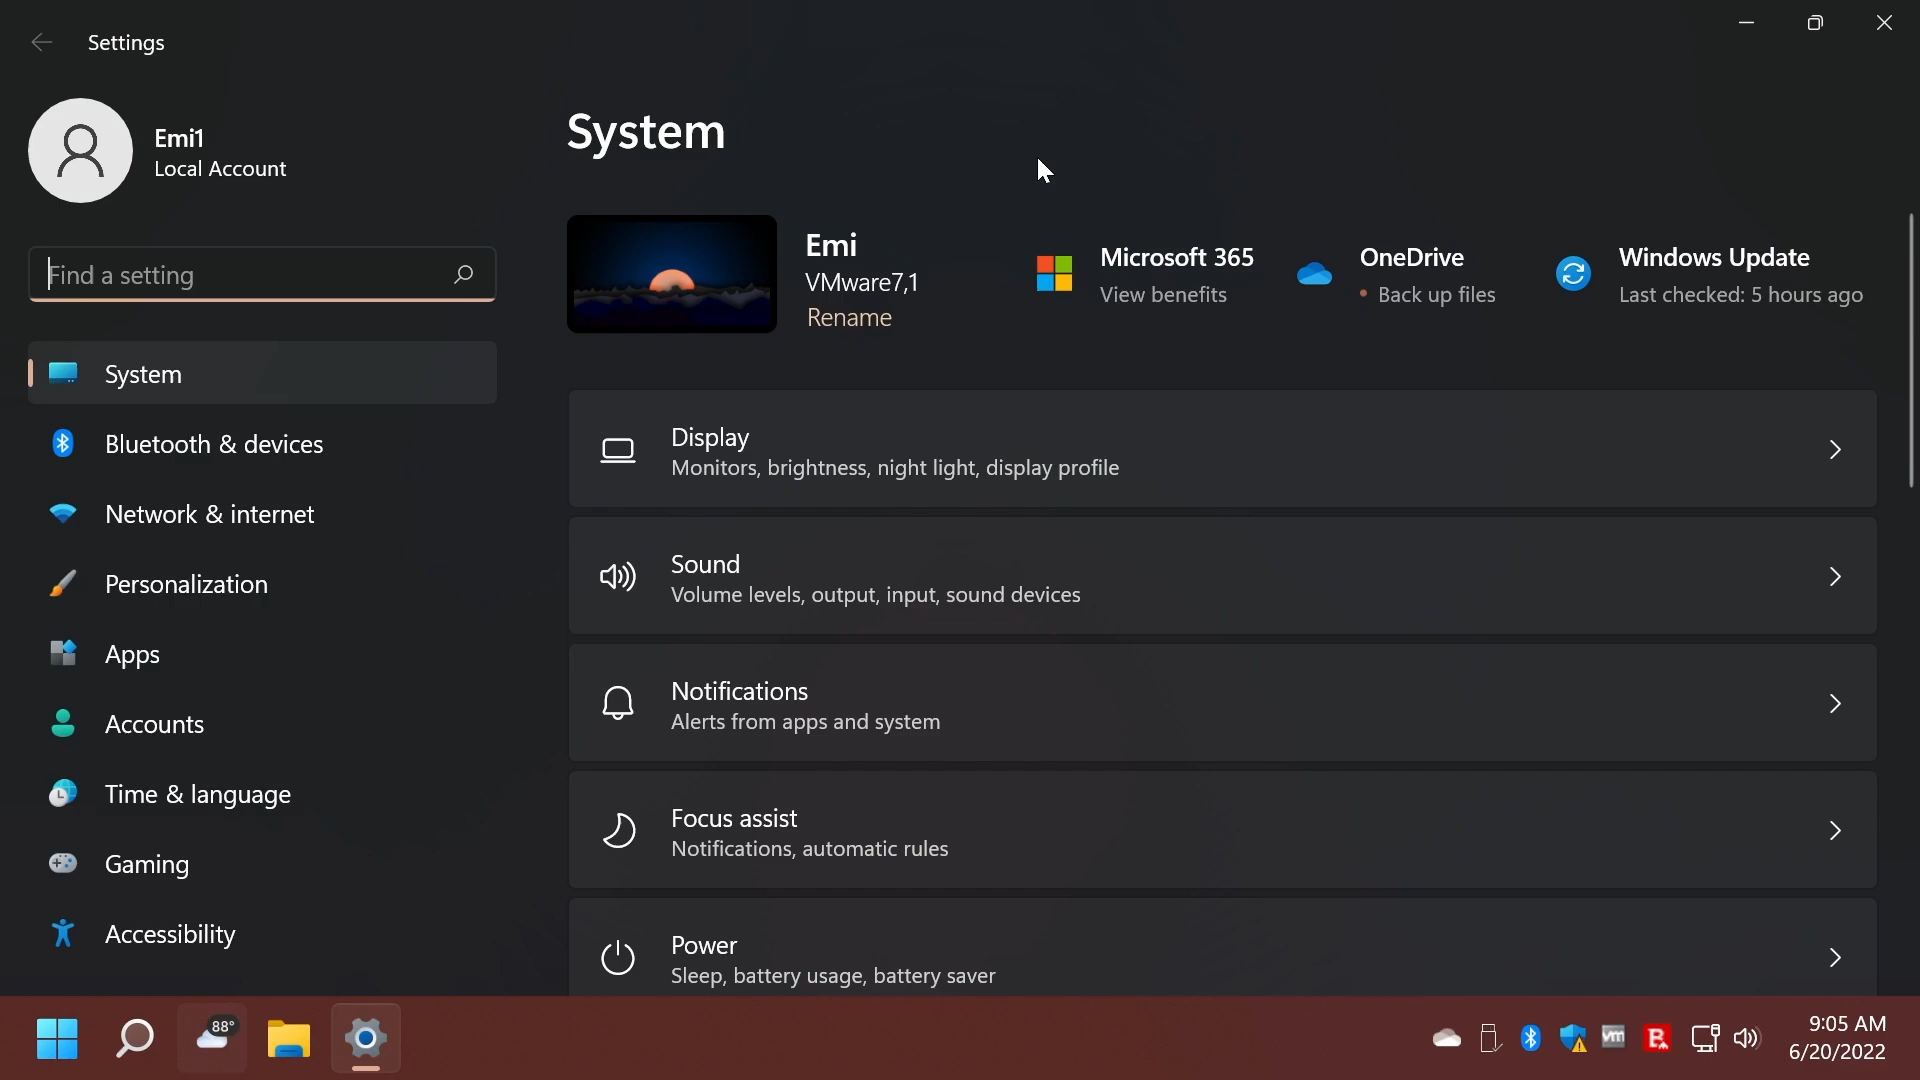 Settings
Emi1
Local Account
Find a setting
System
Bluetooth & devices
Network & internet
Personalization
Apps
Accounts
Time & language
Gaming
Accessibility
System
Emi
VMware7,1
Rename
Microsoft 365
View benefits
OneDrive
• Back up files
Windows Update
Last checked: 5 hours ago
Display
Monitors, brightness, night light, display profile
Sound
Volume levels, output, input, sound devices
Notifications
Alerts from apps and system
Focus assist
Notifications, automatic rules
Power
Sleep, battery usage, battery saver
88°
vm
B
9:05 AM
6/20/2022